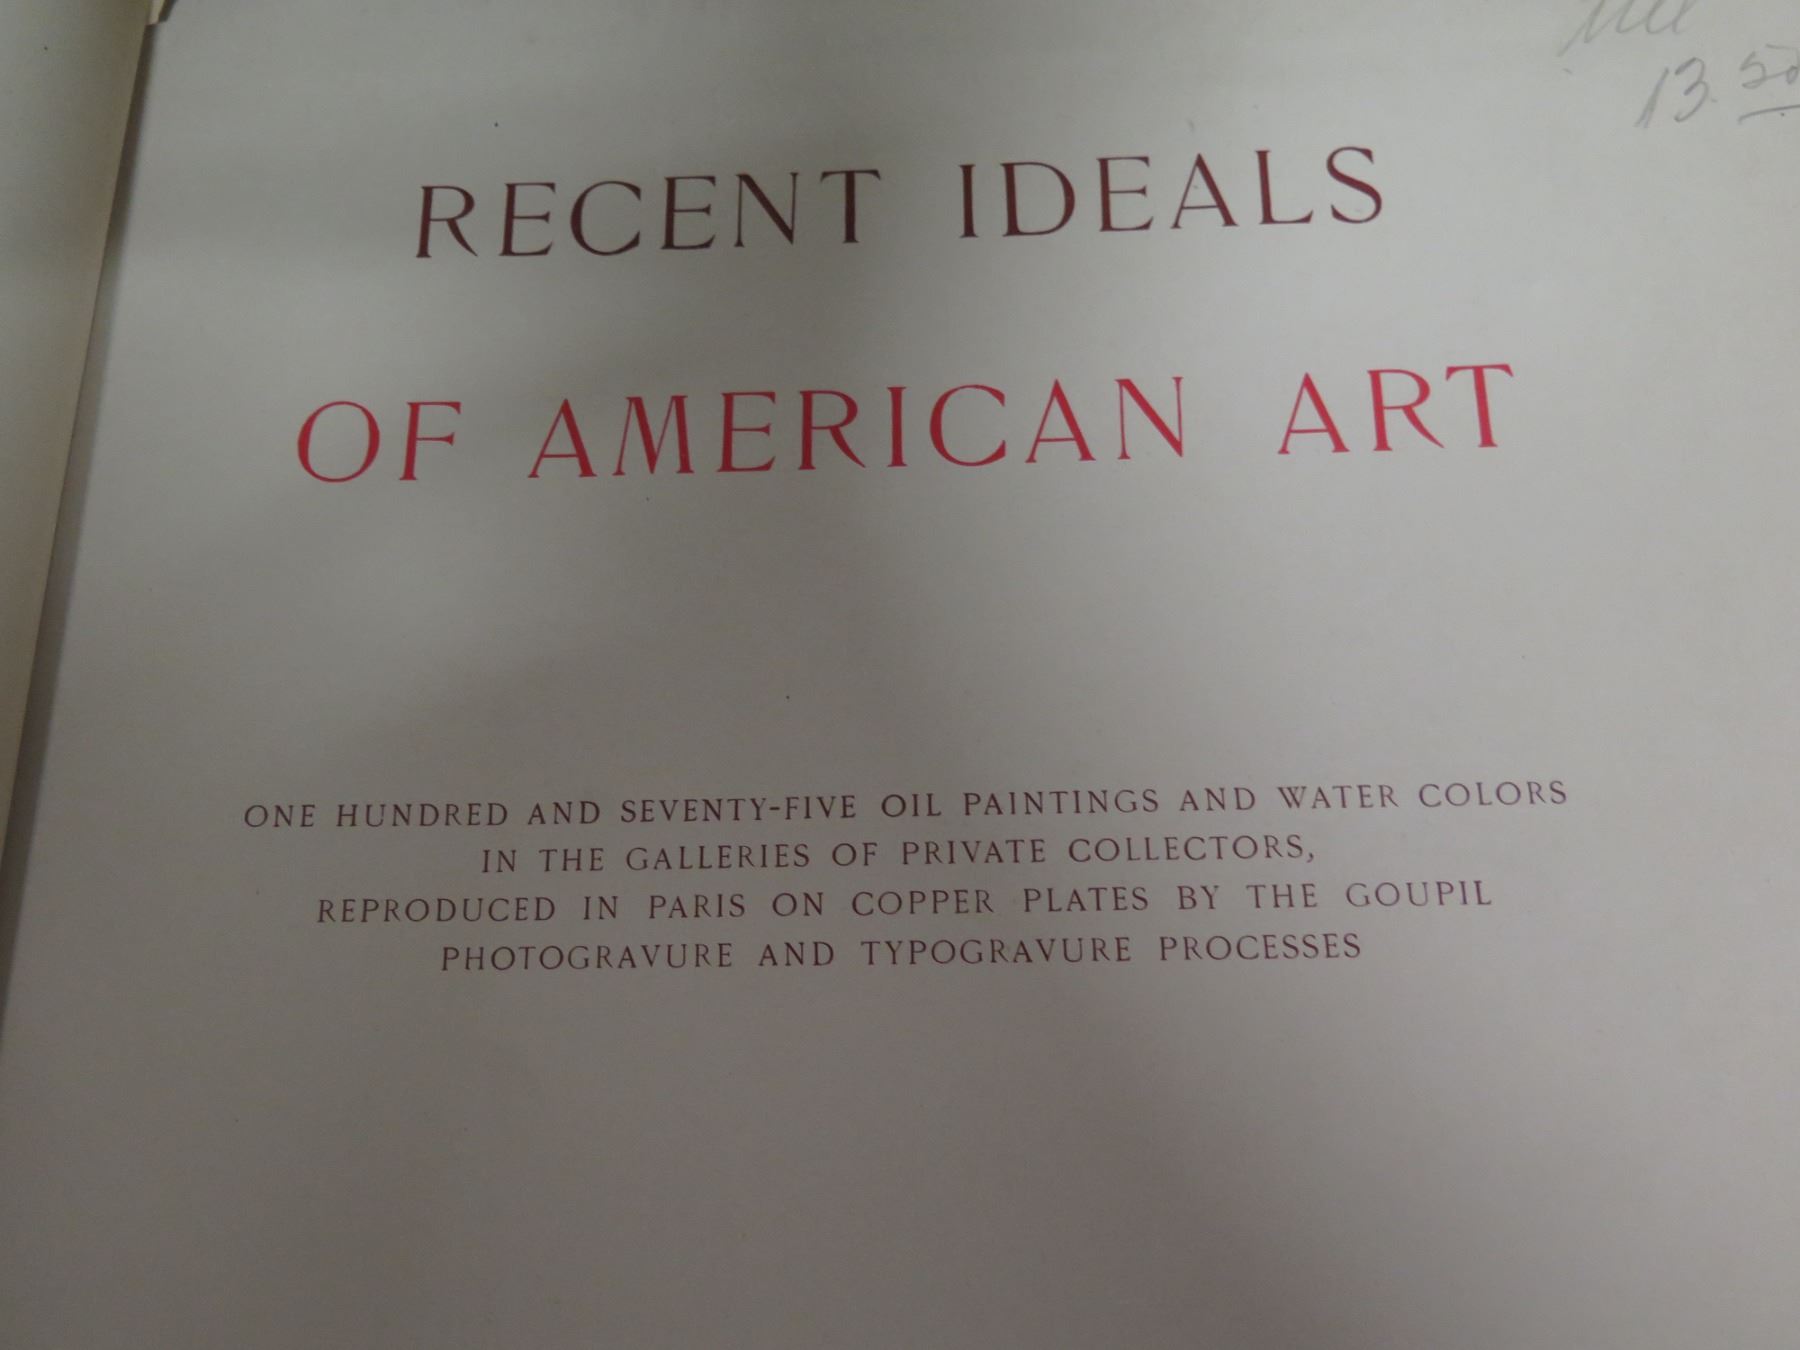 13.50
RECENT IDEALS
OF AMERICAN ART
ONE HUNDRED AND SEVENTY-FIVE OIL PAINTINGS AND WATER COLORS
IN THE GALLERIES OF PRIVATE COLLECTORS,
REPRODUCED IN PARIS ON COPPER PLATES BY THE GOUPIL
PHOTOGRAVURE AND TYPOGRAVURE PROCESSES